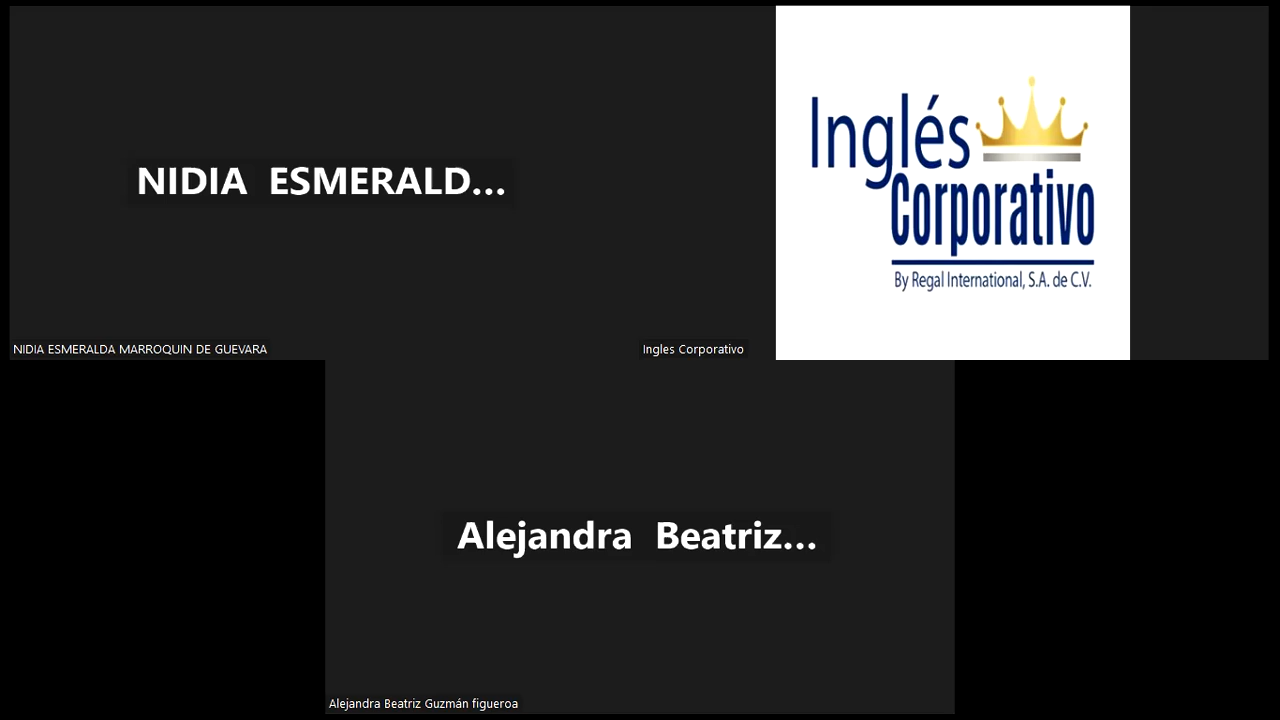 NIDIA ESMERALD...
NIDIA ESMERALDA MARROQUIN DE GUEVARA
Inglés
Corporativo
By Regal International, S.A. de C.V.
Ingles Corporativo
Alejandra Beatriz...
Alejandra Beatriz Guzmán figueroa